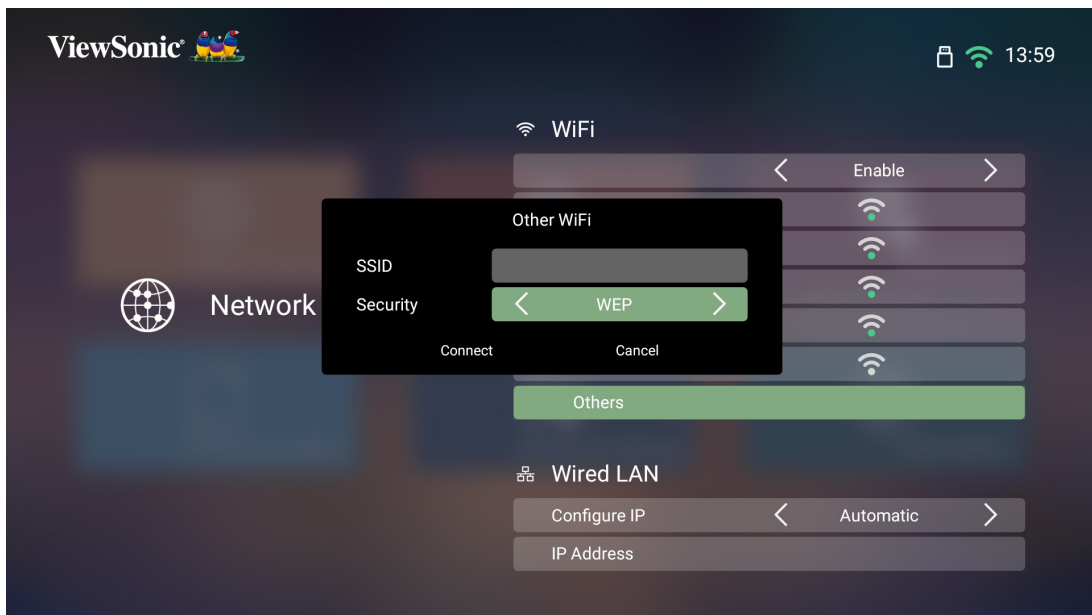 ViewSonic®
13:59
WiFi
Enable
Other WiFi
SSID
Security
WEP
Connect
Cancel
Network
Others
Wired LAN
Configure IP
Automatic
IP Address